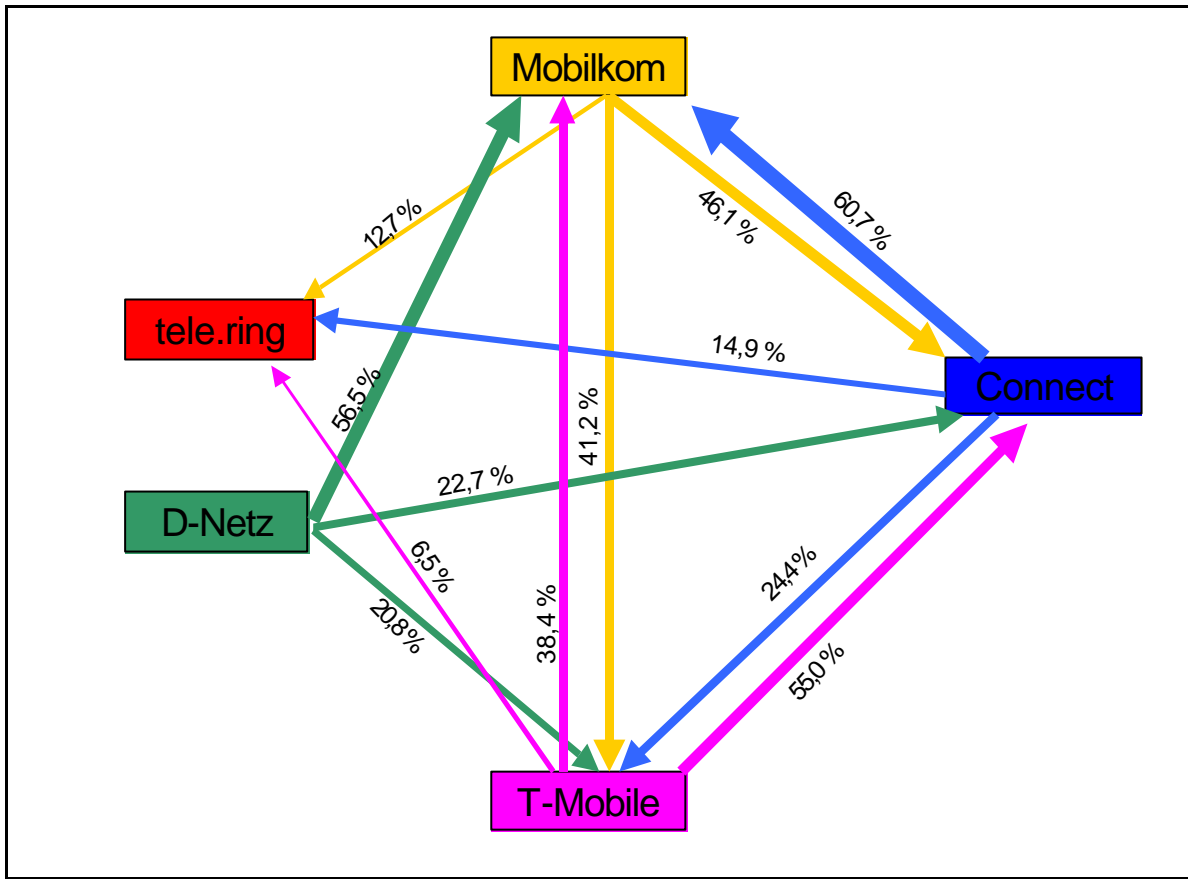 Mobilkom
12,7 %
46,1 %
60,7 %
tele.ring
14,9 %
Connect
56,5 %
41,2 %
22,7 %
D-Netz
6,5 %
20,8 %
38,4 %
24,4 %
55,0 %
T-Mobile